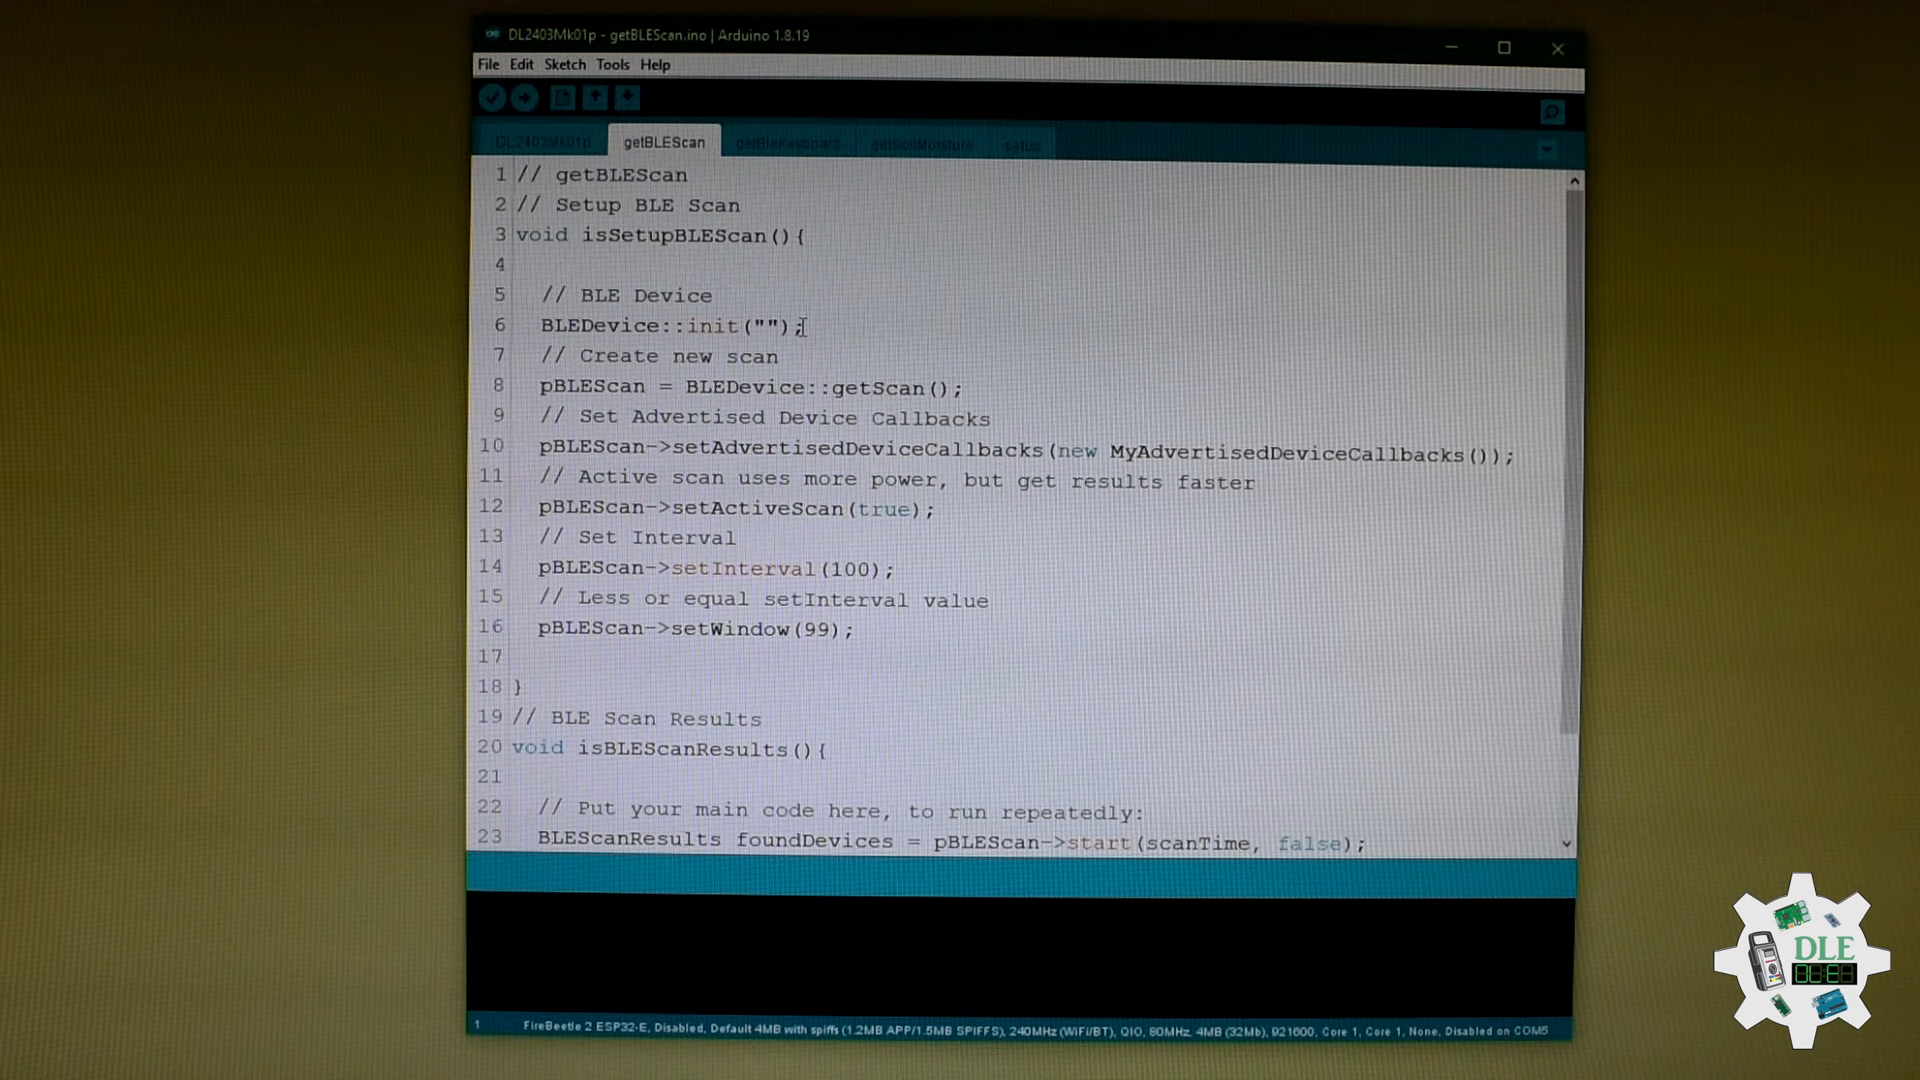 DL2403Mk01p - getBLEScan.ino | Arduino 1.8.19
File Edit Sketch Tools Help
DL2403Mk01p getBLEScan getBleKeyboard getSoilMoisture setup
1 // getBLEScan
2 // Setup BLE Scan
3 void isSetupBLEScan(){
4
5 // BLE Device
6 BLEDevice::init("");
7 // Create new scan
8 pBLEScan = BLEDevice::getScan();
9 // Set Advertised Device Callbacks
10 pBLEScan->setAdvertisedDeviceCallbacks(new MyAdvertisedDeviceCallbacks());
11 // Active scan uses more power, but get results faster
12 pBLEScan->setActiveScan(true);
13 // Set Interval
14 pBLEScan->setInterval(100);
15 // Less or equal setInterval value
16 pBLEScan->setWindow(99);
17
18 }
19 // BLE Scan Results
20 void isBLEScanResults(){
21
22 // Put your main code here, to run repeatedly:
23 BLEScanResults foundDevices = pBLEScan->start(scanTime, false);
1 FireBeetle 2 ESP32-E, Disabled, Default 4MB with spiffs (1.2MB APP/1.5MB SPIFFS), 240MHz (WiFi/BT), QIO, 80MHz, 4MB (32Mb), 921600, Core 1, Core 1, None, Disabled on COM5
DLE
DLE